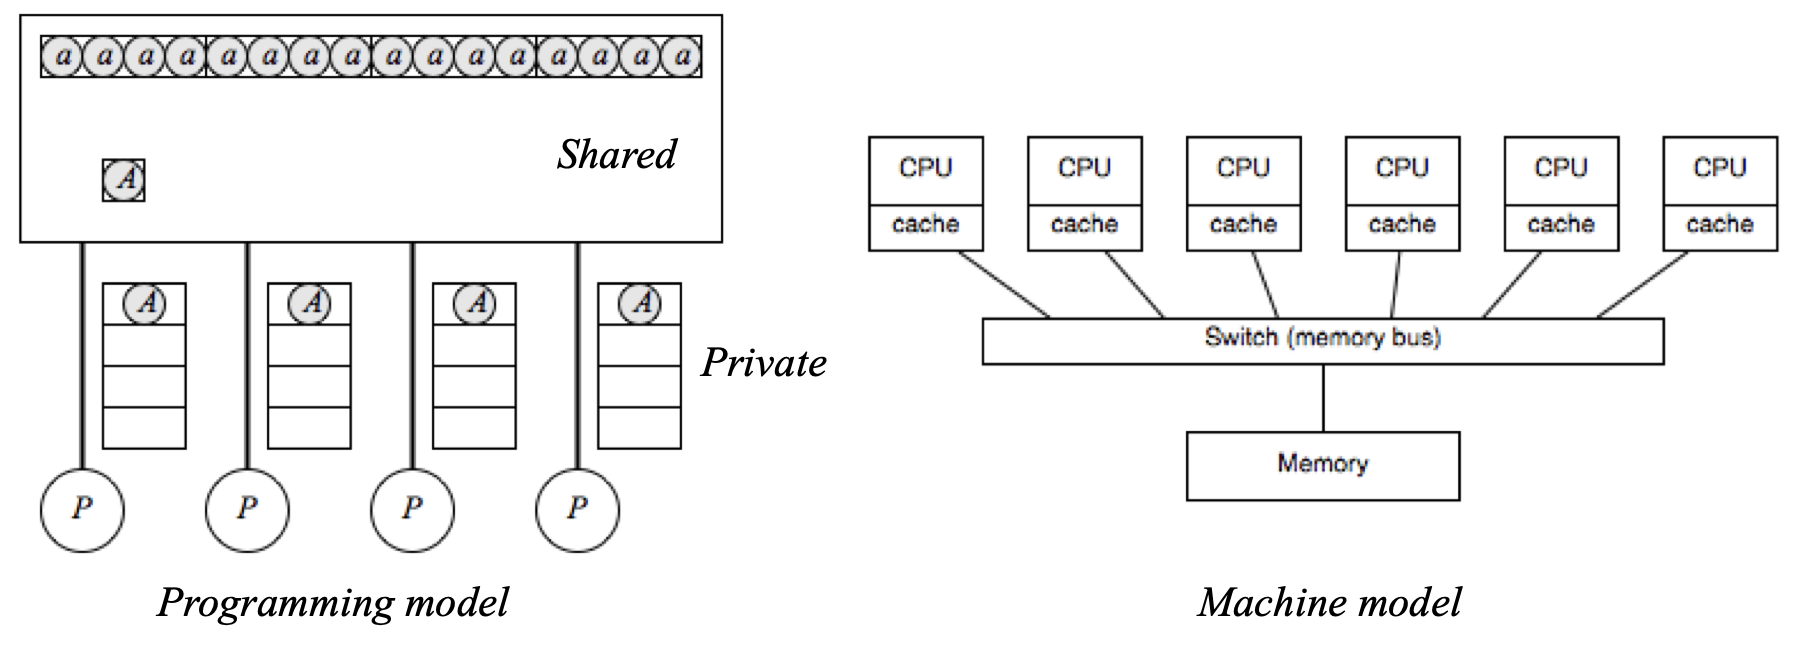 a a a a a a a a a a a a a a a a
Shared
A
A A A A
Private
P P P P
Programming model
CPU CPU CPU CPU CPU CPU
cache cache cache cache cache cache
Switch (memory bus)
Memory
Machine model